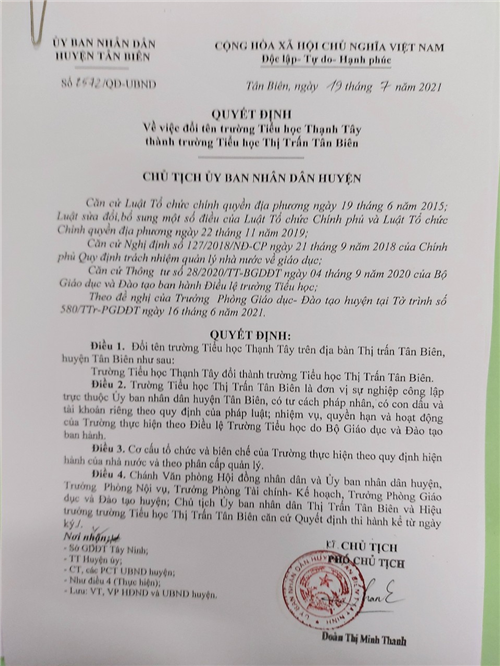 ỦY BAN NHÂN DÂN
HUYỆN TÂN BIÊN
Số 2572/QĐ-UBND
CỘNG HÒA XÃ HỘI CHỦ NGHĨA VIỆT NAM
Độc lập- Tự do- Hạnh phúc
Tân Biên, ngày 19 tháng 7 năm 2021
QUYẾT ĐỊNH
Về việc đổi tên trường Tiểu học Thạnh Tây
thành trường Tiểu học Thị Trấn Tân Biên
CHỦ TỊCH ỦY BAN NHÂN DÂN HUYỆN
Căn cứ Luật Tổ chức chính quyền địa phương ngày 19 tháng 6 năm 2015;
Luật sửa đổi,bổ sung một số điều của Luật Tổ chức Chính phủ và Luật Tổ chức
Chính quyền địa phương ngày 22 tháng 11 năm 2019;
Căn cứ Nghị định số 127/2018/NĐ-CP ngày 21 tháng 9 năm 2018 của Chính
phủ Quy định trách nhiệm quản lý nhà nước về giáo dục;
Căn cứ Thông tư số 28/2020/TT-BGDĐT ngày 04 tháng 9 năm 2020 của Bộ
Giáo dục và Đào tạo ban hành Điều lệ trường Tiểu học;
Theo đề nghị của Trưởng Phòng Giáo dục- Đào tạo huyện tại Tờ trình số
580/TTr-PGDĐT ngày 16 tháng 6 năm 2021.
QUYẾT ĐỊNH:
Điều 1. Đổi tên trường Tiểu học Thạnh Tây trên địa bàn Thị trấn Tân Biên,
huyện Tân Biên như sau:
Trường Tiểu học Thạnh Tây đổi thành trường Tiểu học Thị Trấn Tân Biên.
Điều 2. Trường Tiểu học Thị Trấn Tân Biên là đơn vị sự nghiệp công lập
trực thuộc Ủy ban nhân dân huyện Tân Biên, có tư cách pháp nhân, có con dấu và
tài khoản riêng theo quy định của pháp luật; nhiệm vụ, quyền hạn và hoạt động
của Trường thực hiện theo Điều lệ Trường Tiểu học do Bộ Giáo dục và Đào tạo
ban hành.
Điều 3. Cơ cấu tổ chức và biên chế của Trường thực hiện theo quy định hiện
hành của nhà nước và theo phân cấp quản lý.
Điều 4. Chánh Văn phòng Hội đồng nhân dân và Ủy ban nhân dân huyện,
Trưởng Phòng Nội vụ, Trưởng Phòng Tài chính- Kế hoạch, Trưởng Phòng Giáo
dục và Đào tạo huyện; Chủ tịch Ủy ban nhân dân Thị Trấn Tân Biên và Hiệu
trưởng trường Tiểu học Thị Trấn Tân Biên căn cứ Quyết định thi hành kể từ ngày
ký./.
Nơi nhận:
- Sở GDĐT Tây Ninh;
- TT Huyện ủy;
- CT, các PCT UBND huyện;
- Như điều 4 (Thực hiện);
- Lưu: VT, VP HĐND và UBND huyện.
KT. CHỦ TỊCH
PHÓ CHỦ TỊCH
Đoàn Thị Minh Thanh